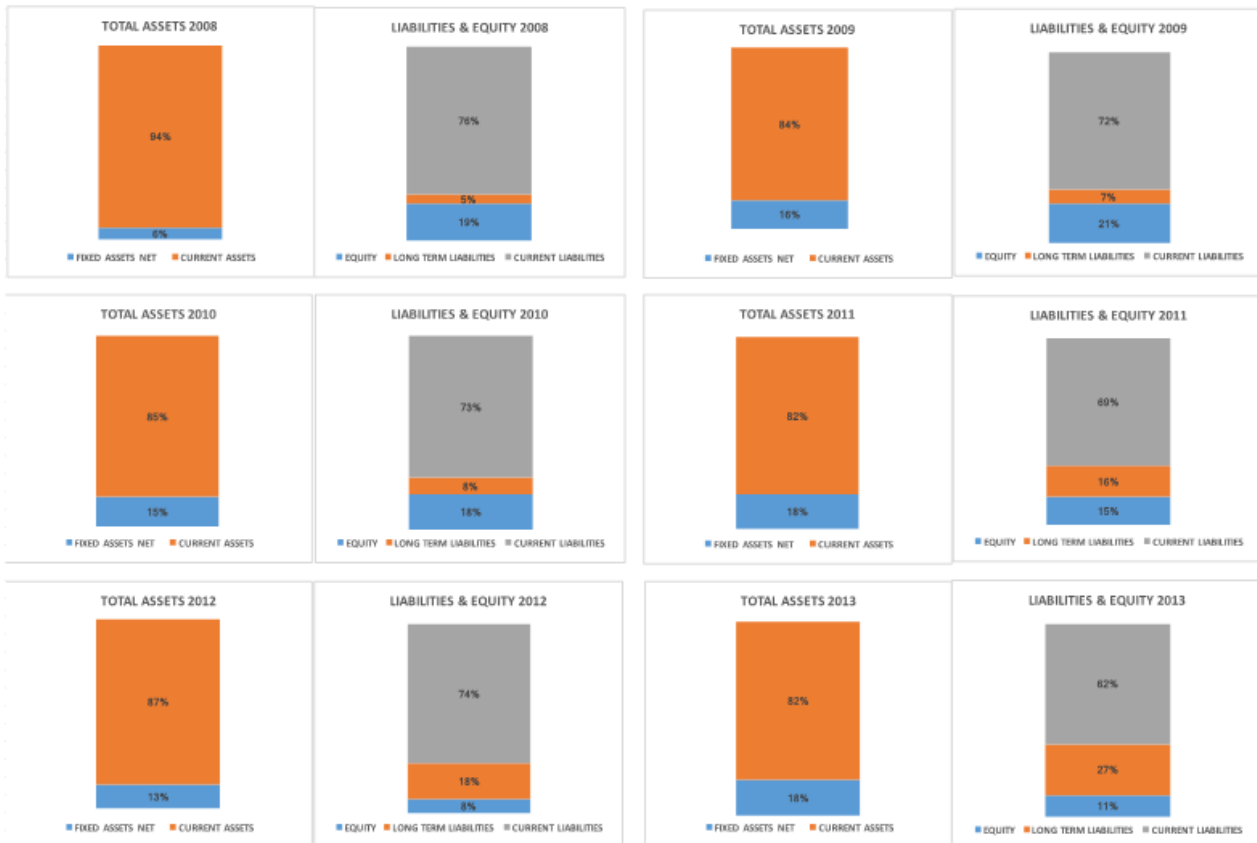 TOTAL ASSETS 2008
94%
6%
FIXED ASSETS NET CURRENT ASSETS
LIABILITIES & EQUITY 2008
76%
5%
19%
EQUITY LONG TERM LIABILITIES CURRENT LIABILITIES
TOTAL ASSETS 2009
84%
16%
FIXED ASSETS NET CURRENT ASSETS
LIABILITIES & EQUITY 2009
72%
7%
21%
EQUITY LONG TERM LIABILITIES CURRENT LIABILITIES
TOTAL ASSETS 2010
85%
15%
FIXED ASSETS NET CURRENT ASSETS
LIABILITIES & EQUITY 2010
73%
8%
18%
EQUITY LONG TERM LIABILITIES CURRENT LIABILITIES
TOTAL ASSETS 2011
82%
18%
FIXED ASSETS NET CURRENT ASSETS
LIABILITIES & EQUITY 2011
69%
16%
15%
EQUITY LONG TERM LIABILITIES CURRENT LIABILITIES
TOTAL ASSETS 2012
87%
13%
FIXED ASSETS NET CURRENT ASSETS
LIABILITIES & EQUITY 2012
74%
18%
8%
EQUITY LONG TERM LIABILITIES CURRENT LIABILITIES
TOTAL ASSETS 2013
82%
18%
FIXED ASSETS NET CURRENT ASSETS
LIABILITIES & EQUITY 2013
62%
27%
11%
EQUITY LONG TERM LIABILITIES CURRENT LIABILITIES